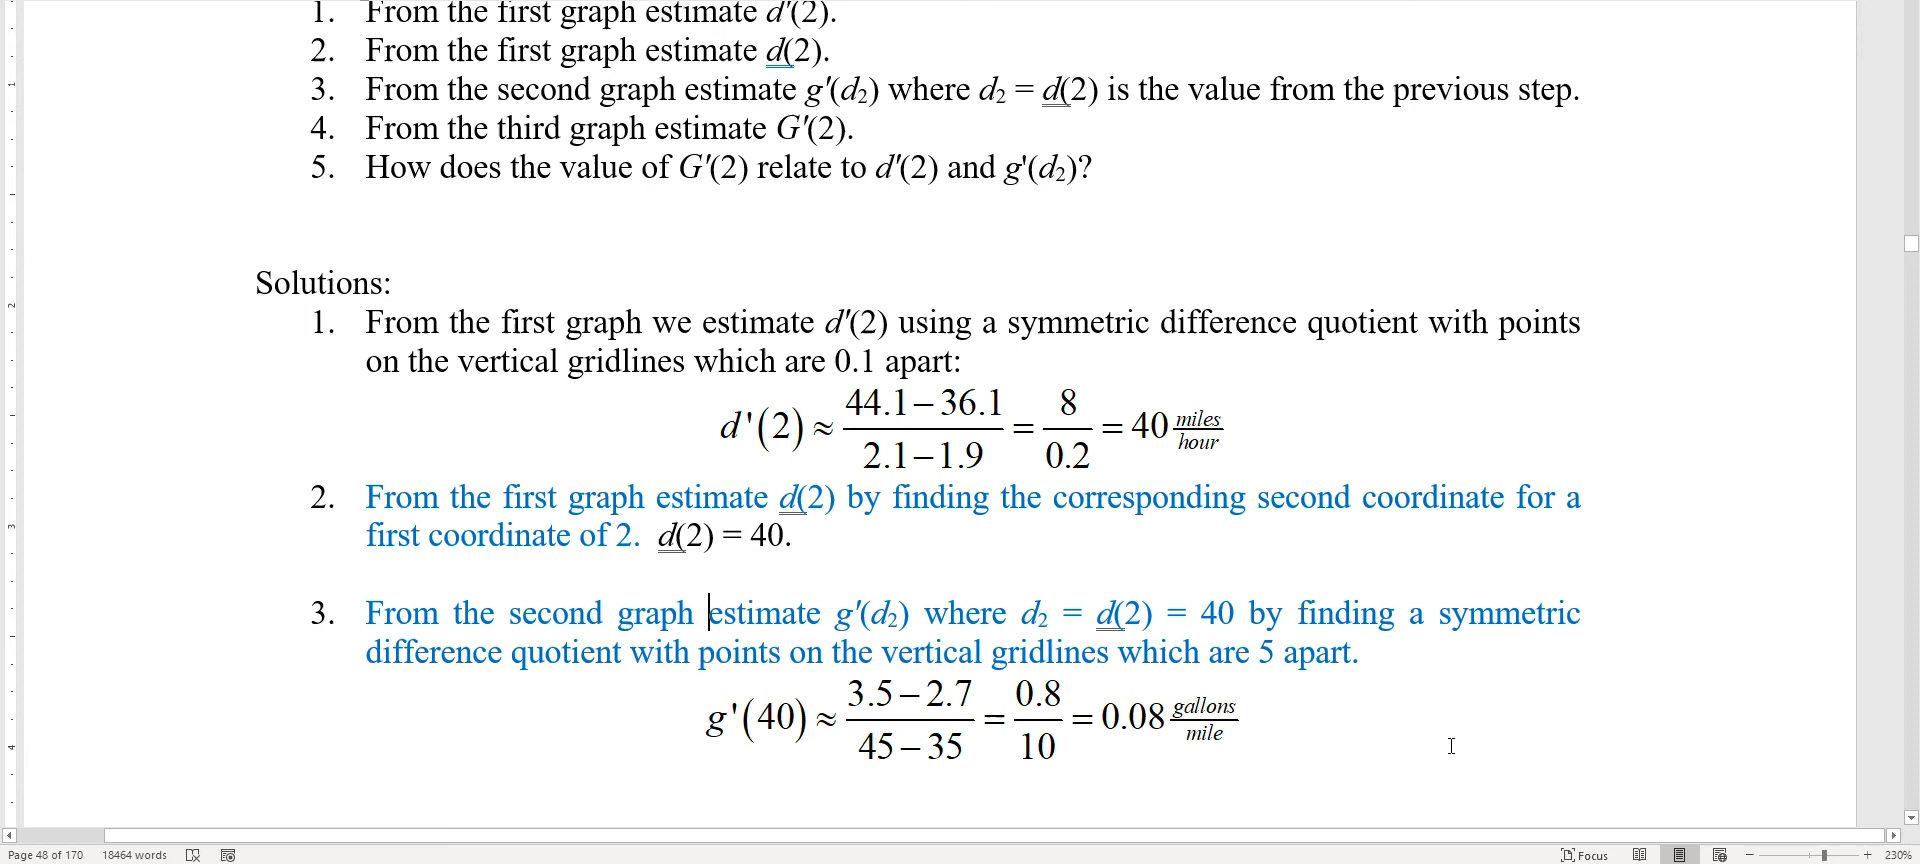 1. From the first graph estimate d'(2).
2. From the first graph estimate d(2).
3. From the second graph estimate g'(d₂) where d₂ = d(2) is the value from the previous step.
4. From the third graph estimate G'(2).
5. How does the value of G'(2) relate to d'(2) and g'(d₂)?
Solutions:
1. From the first graph we estimate d'(2) using a symmetric difference quotient with points
on the vertical gridlines which are 0.1 apart:
d'(2) ≈ (44.1 – 36.1)/(2.1 – 1.9) = 8/0.2 = 40 miles/hour
2. From the first graph estimate d(2) by finding the corresponding second coordinate for a
first coordinate of 2. d(2) = 40.
3. From the second graph estimate g'(d₂) where d₂ = d(2) = 40 by finding a symmetric
difference quotient with points on the vertical gridlines which are 5 apart.
g'(40) ≈ (3.5 – 2.7)/(45 – 35) = 0.8/10 = 0.08 gallons/mile
Page 48 of 170 18464 words Focus 230%